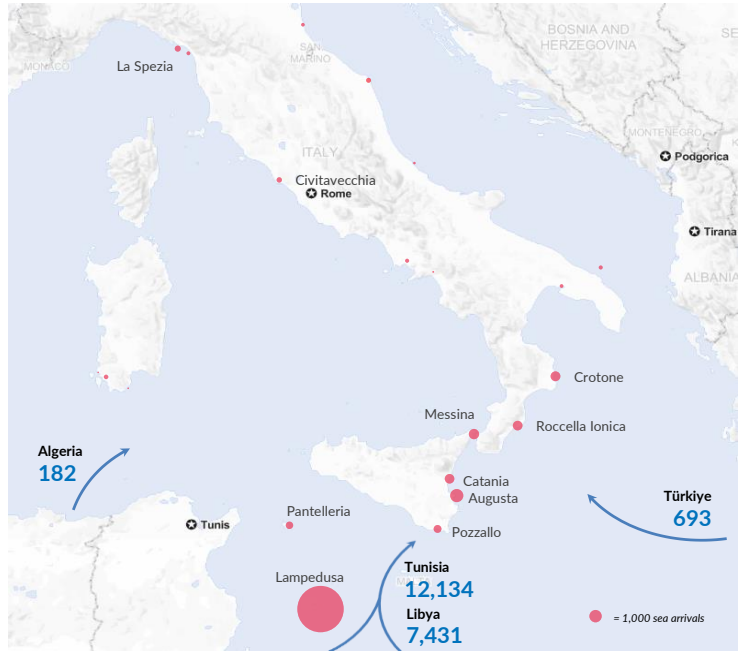 BOSNIA AND
HERZEGOVINA
SE
SAN
MARINO
MONACO
La Spezia
MONTENEGRO
Podgorica
ITALY
Civitavecchia
Rome
Tirana
ALBANIA
Crotone
Messina
Roccella Ionica
Algeria
182
Catania
Augusta
Türkiye
693
Pantelleria
Tunis
Pozzallo
Lampedusa
Tunisia
12,134
Libya
7,431
= 1,000 sea arrivals